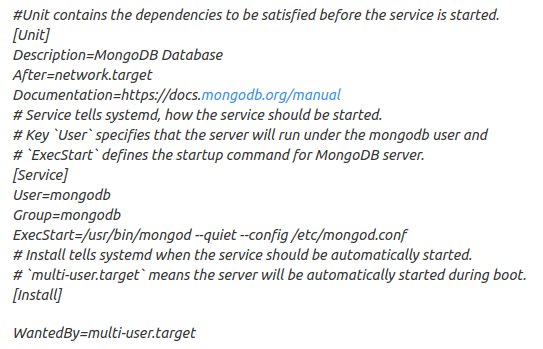 #Unit contains the dependencies to be satisfied before the service is started.
[Unit]
Description=MongoDB Database
After=network.target
Documentation=https://docs.mongodb.org/manual
# Service tells systemd, how the service should be started.
# Key `User` specifies that the server will run under the mongodb user and
# `ExecStart` defines the startup command for MongoDB server.
[Service]
User=mongodb
Group=mongodb
ExecStart=/usr/bin/mongod --quiet --config /etc/mongod.conf
# Install tells systemd when the service should be automatically started.
# `multi-user.target` means the server will be automatically started during boot.
[Install]
WantedBy=multi-user.target